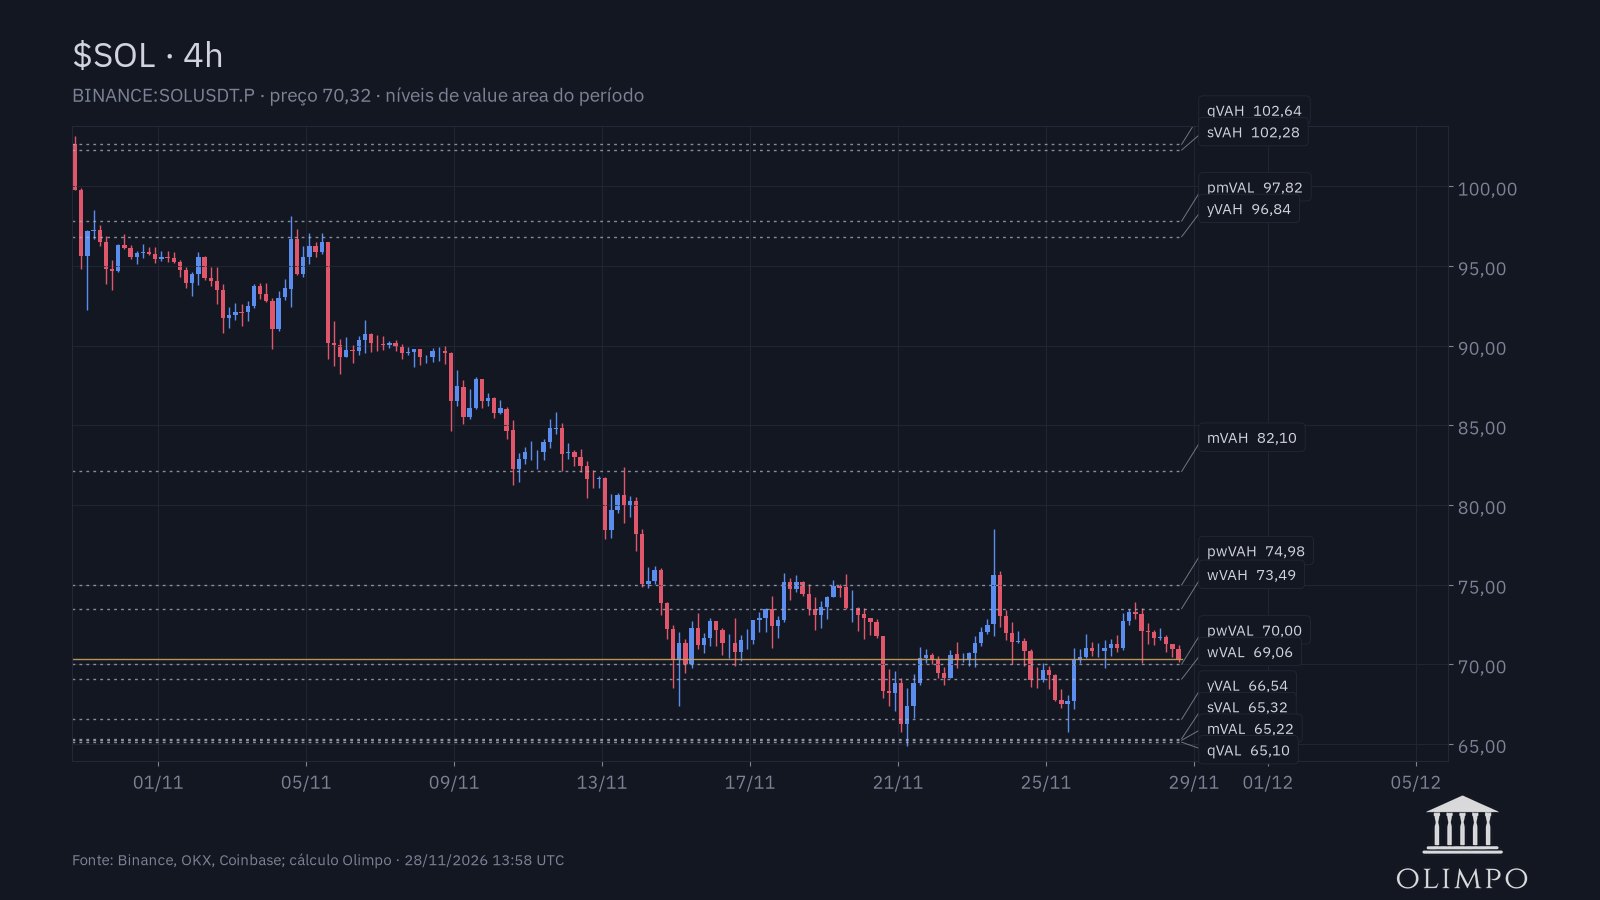 $SOL · 4h
BINANCE:SOLUSDT.P · preço 70,32 · níveis de value area do período
qVAH 102,64
sVAH 102,28
pmVAL 97,82
yVAH 96,84
mVAH 82,10
pwVAH 74,98
wVAH 73,49
pwVAL 70,00
wVAL 69,06
yVAL 66,54
sVAL 65,32
mVAL 65,22
qVAL 65,10
100,00
95,00
90,00
85,00
80,00
75,00
70,00
65,00
01/11 05/11 09/11 13/11 17/11 21/11 25/11 29/11 01/12 05/12
Fonte: Binance, OKX, Coinbase; cálculo Olimpo · 28/11/2026 13:58 UTC
OLIMPO